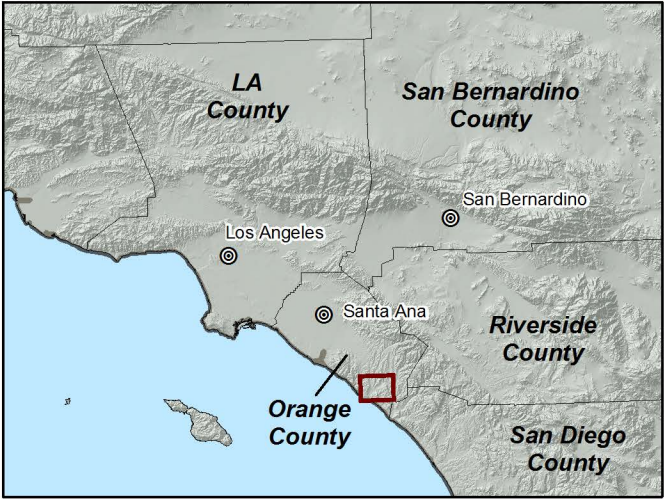 LA
County
San Bernardino
County
San Bernardino
Los Angeles
Santa Ana
Riverside
County
Orange
County
San Diego
County